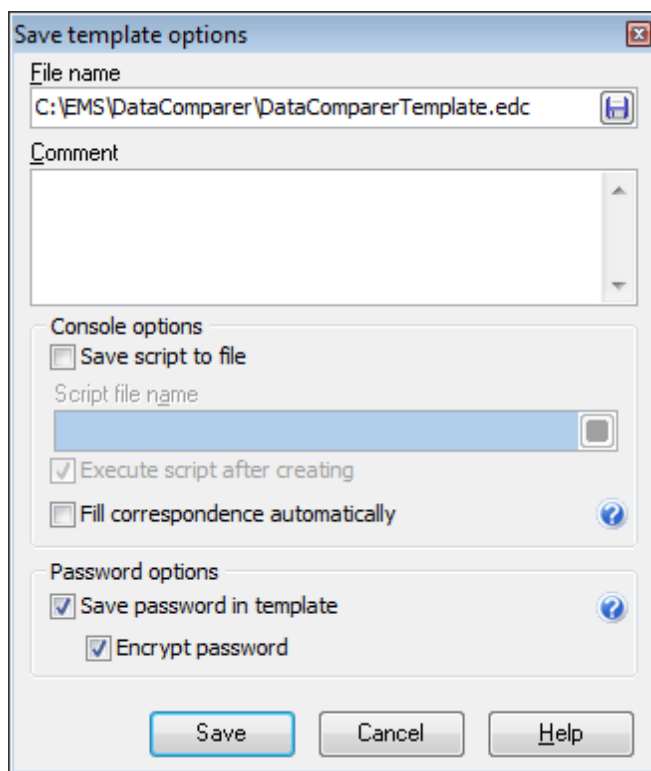 Save template options
File name
C:\EMS\DataComparer\DataComparerTemplate.edc
Comment
Console options
Save script to file
Script file name
Execute script after creating
Fill correspondence automatically
Password options
Save password in template
Encrypt password
Save Cancel Help